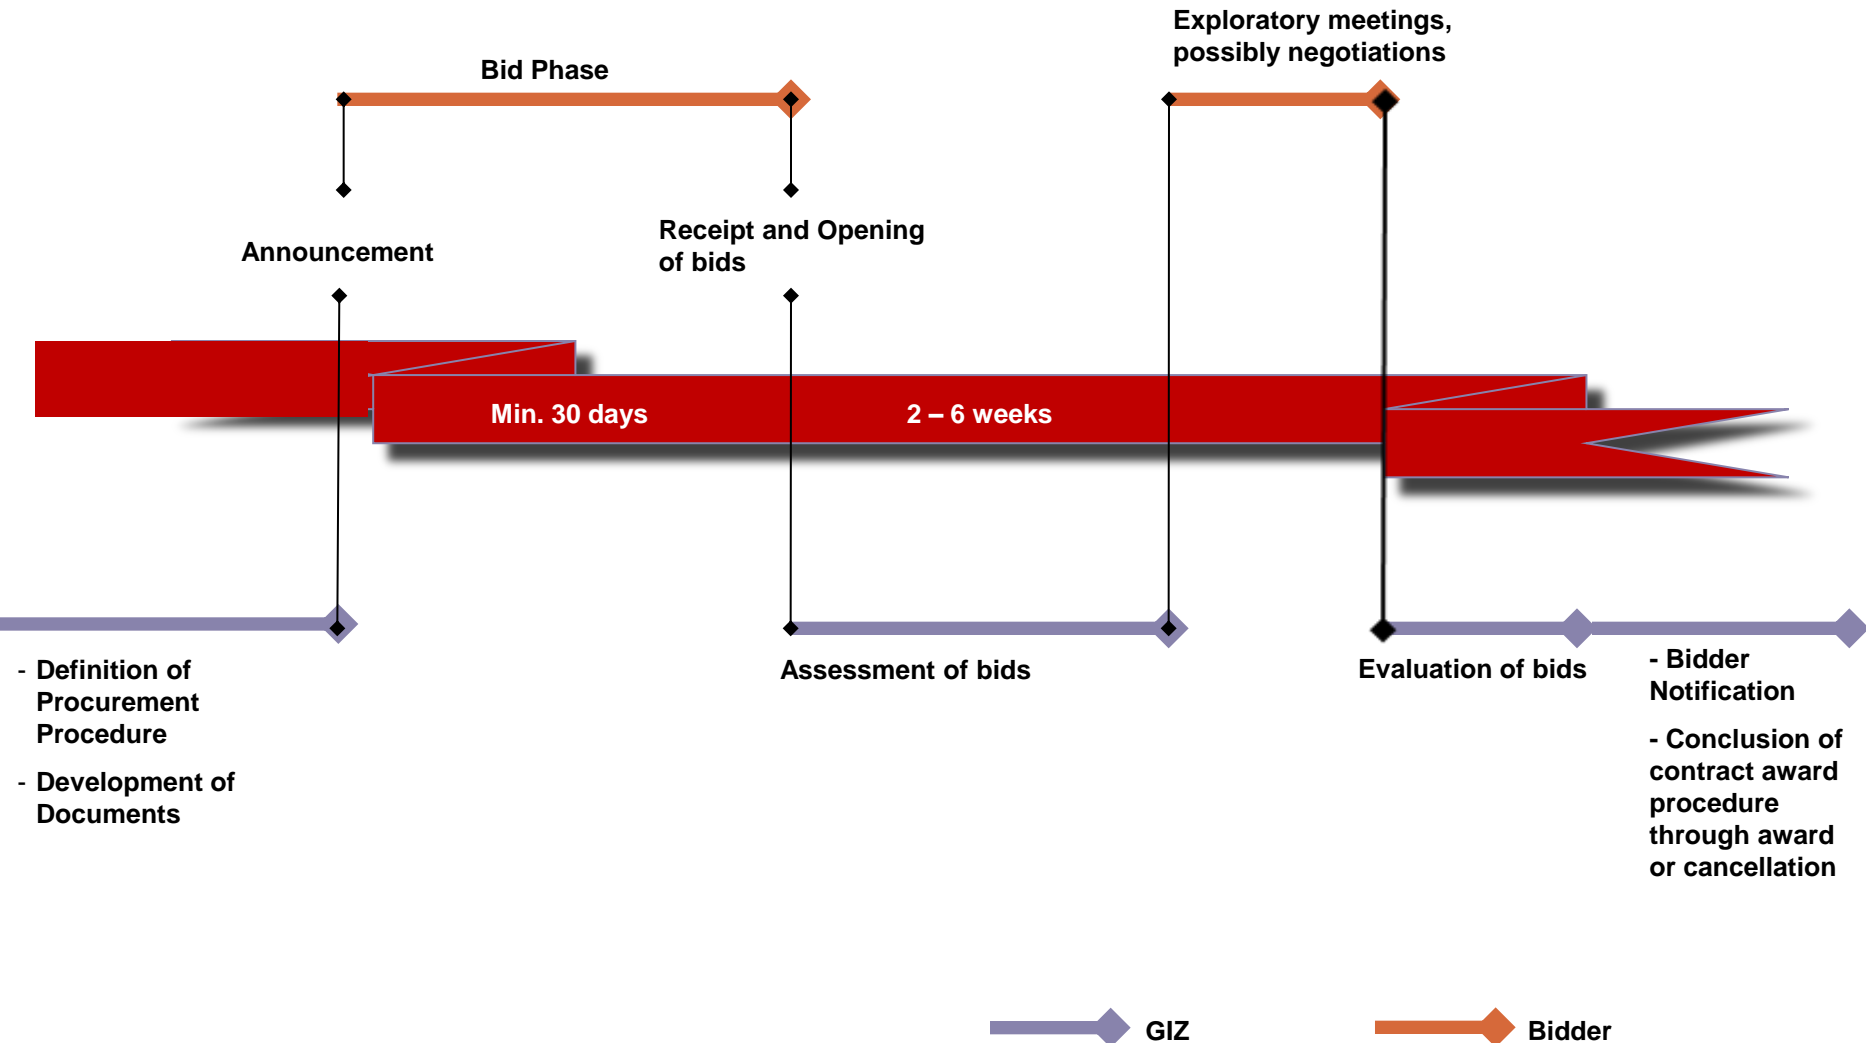 Exploratory meetings,
possibly negotiations
Bid Phase
Announcement
Receipt and Opening
of bids
Min. 30 days
2 – 6 weeks
- Definition of
Procurement
Procedure
- Development of
Documents
Assessment of bids
Evaluation of bids
- Bidder
Notification
- Conclusion of
contract award
procedure
through award
or cancellation
GIZ
Bidder